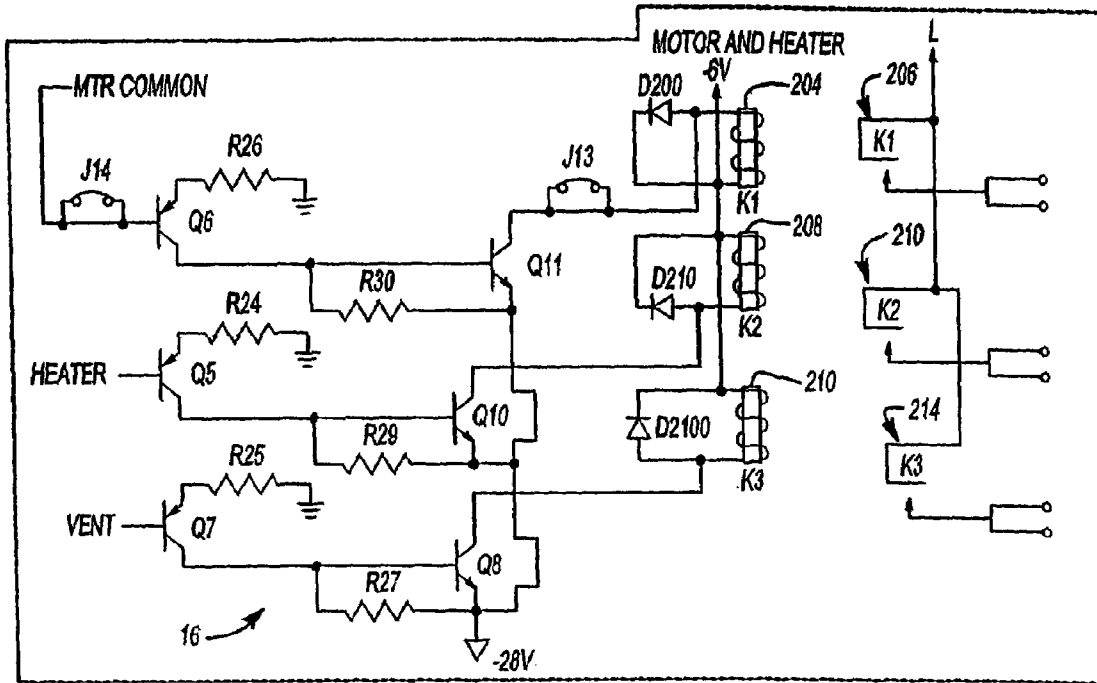 MOTOR AND HEATER
L
MTR COMMON
-6V
D200
204
206
R26
J14
J13
K1
Q6
K1
208
210
Q11
R30
D210
R24
K2
K2
HEATER
Q5
210
Q10
214
R29
D2100
R25
K3
K3
VENT
Q7
Q8
R27
16
-28V